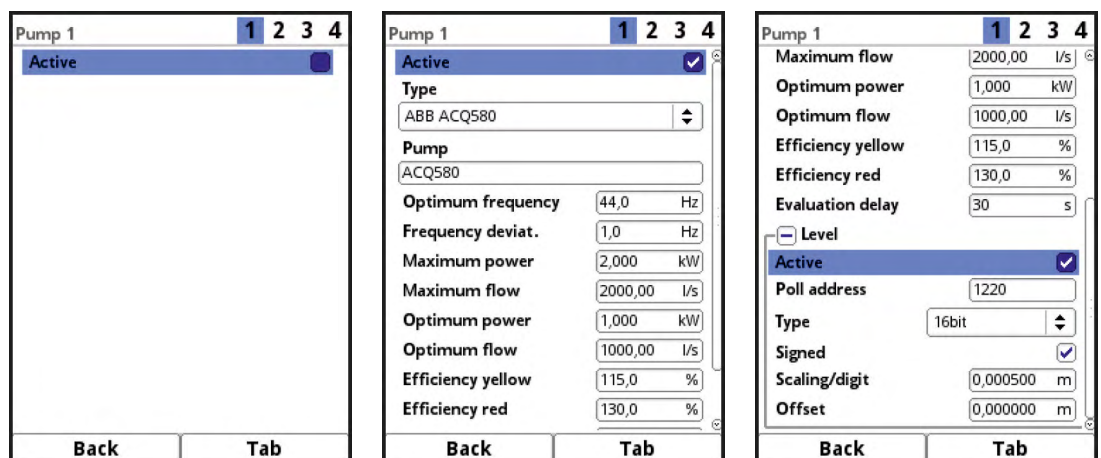 Pump 1 1 2 3 4
Active
Back Tab
Pump 1 1 2 3 4
Active
Type
ABB ACQ580
Pump
ACQ580
Optimum frequency 44,0 Hz
Frequency deviat. 1,0 Hz
Maximum power 2,000 kW
Maximum flow 2000,00 l/s
Optimum power 1,000 kW
Optimum flow 1000,00 l/s
Efficiency yellow 115,0 %
Efficiency red 130,0 %
Back Tab
Pump 1 1 2 3 4
Maximum flow 2000,00 l/s
Optimum power 1,000 kW
Optimum flow 1000,00 l/s
Efficiency yellow 115,0 %
Efficiency red 130,0 %
Evaluation delay 30 s
Level
Active
Poll address 1220
Type 16bit
Signed
Scaling/digit 0,000500 m
Offset 0,000000 m
Back Tab